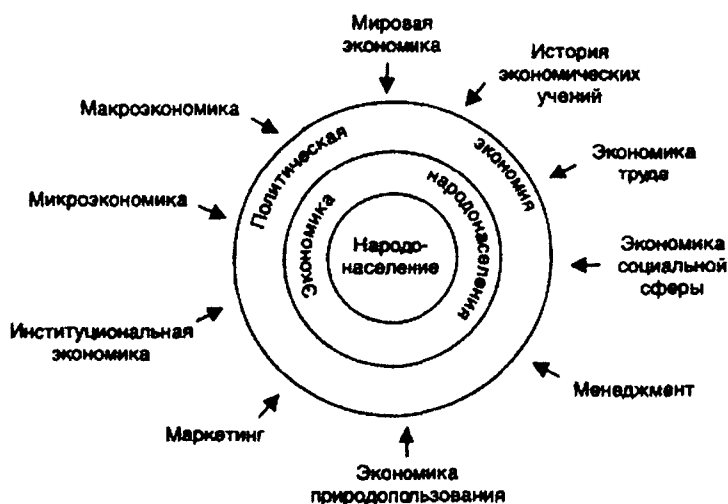 Мировая
экономика
История
экономических
учений
Макроэкономика
Политическая
экономия
Экономика
труда
Микроэкономика
Экономика
народонаселения
Народо-
население
Экономика
социальной
сферы
Институциональная
экономика
Менеджмент
Маркетинг
Экономика
природопользования